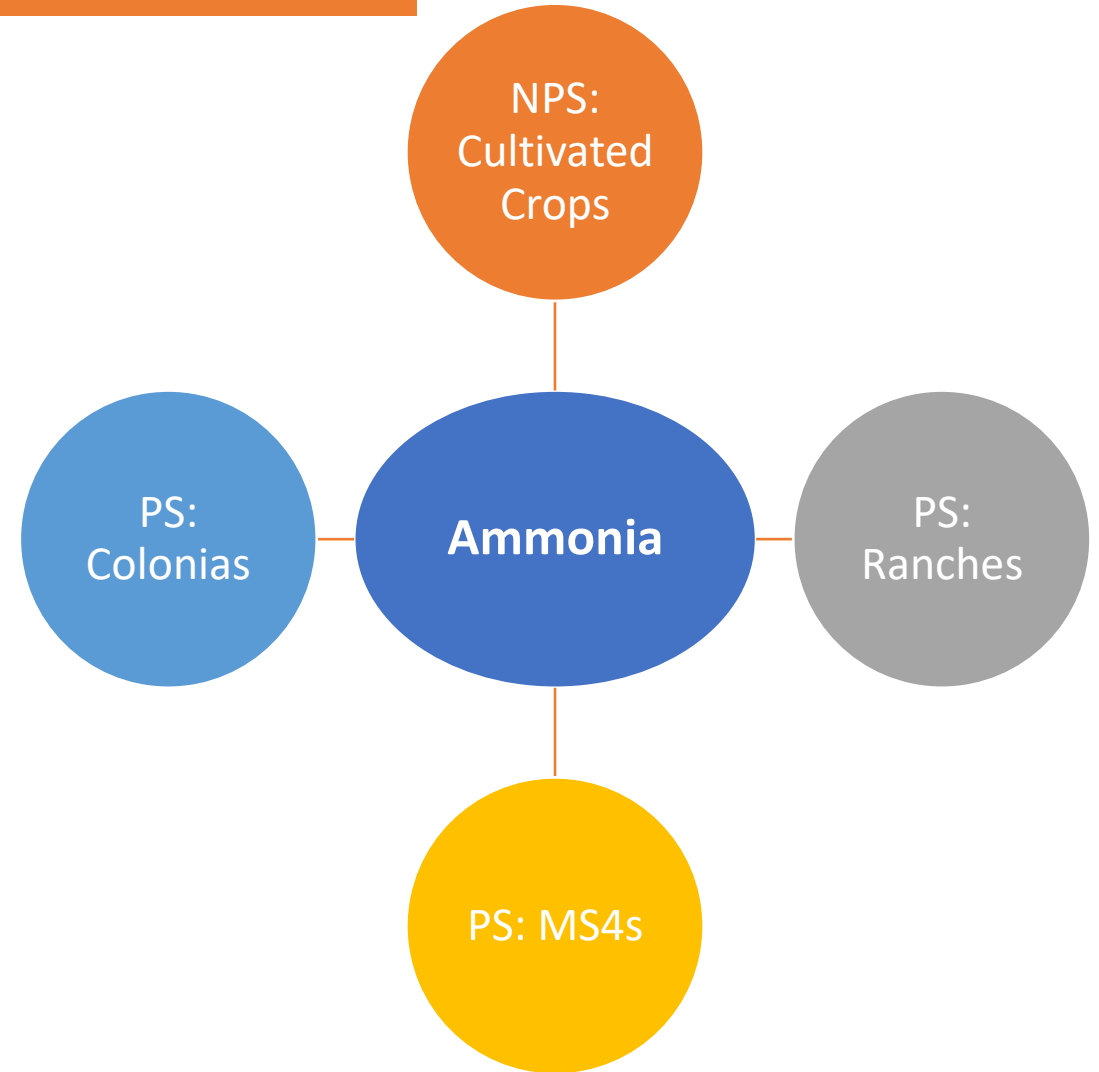 NPS:
Cultivated
Crops
PS:
Colonias
Ammonia
PS:
Ranches
PS: MS4s